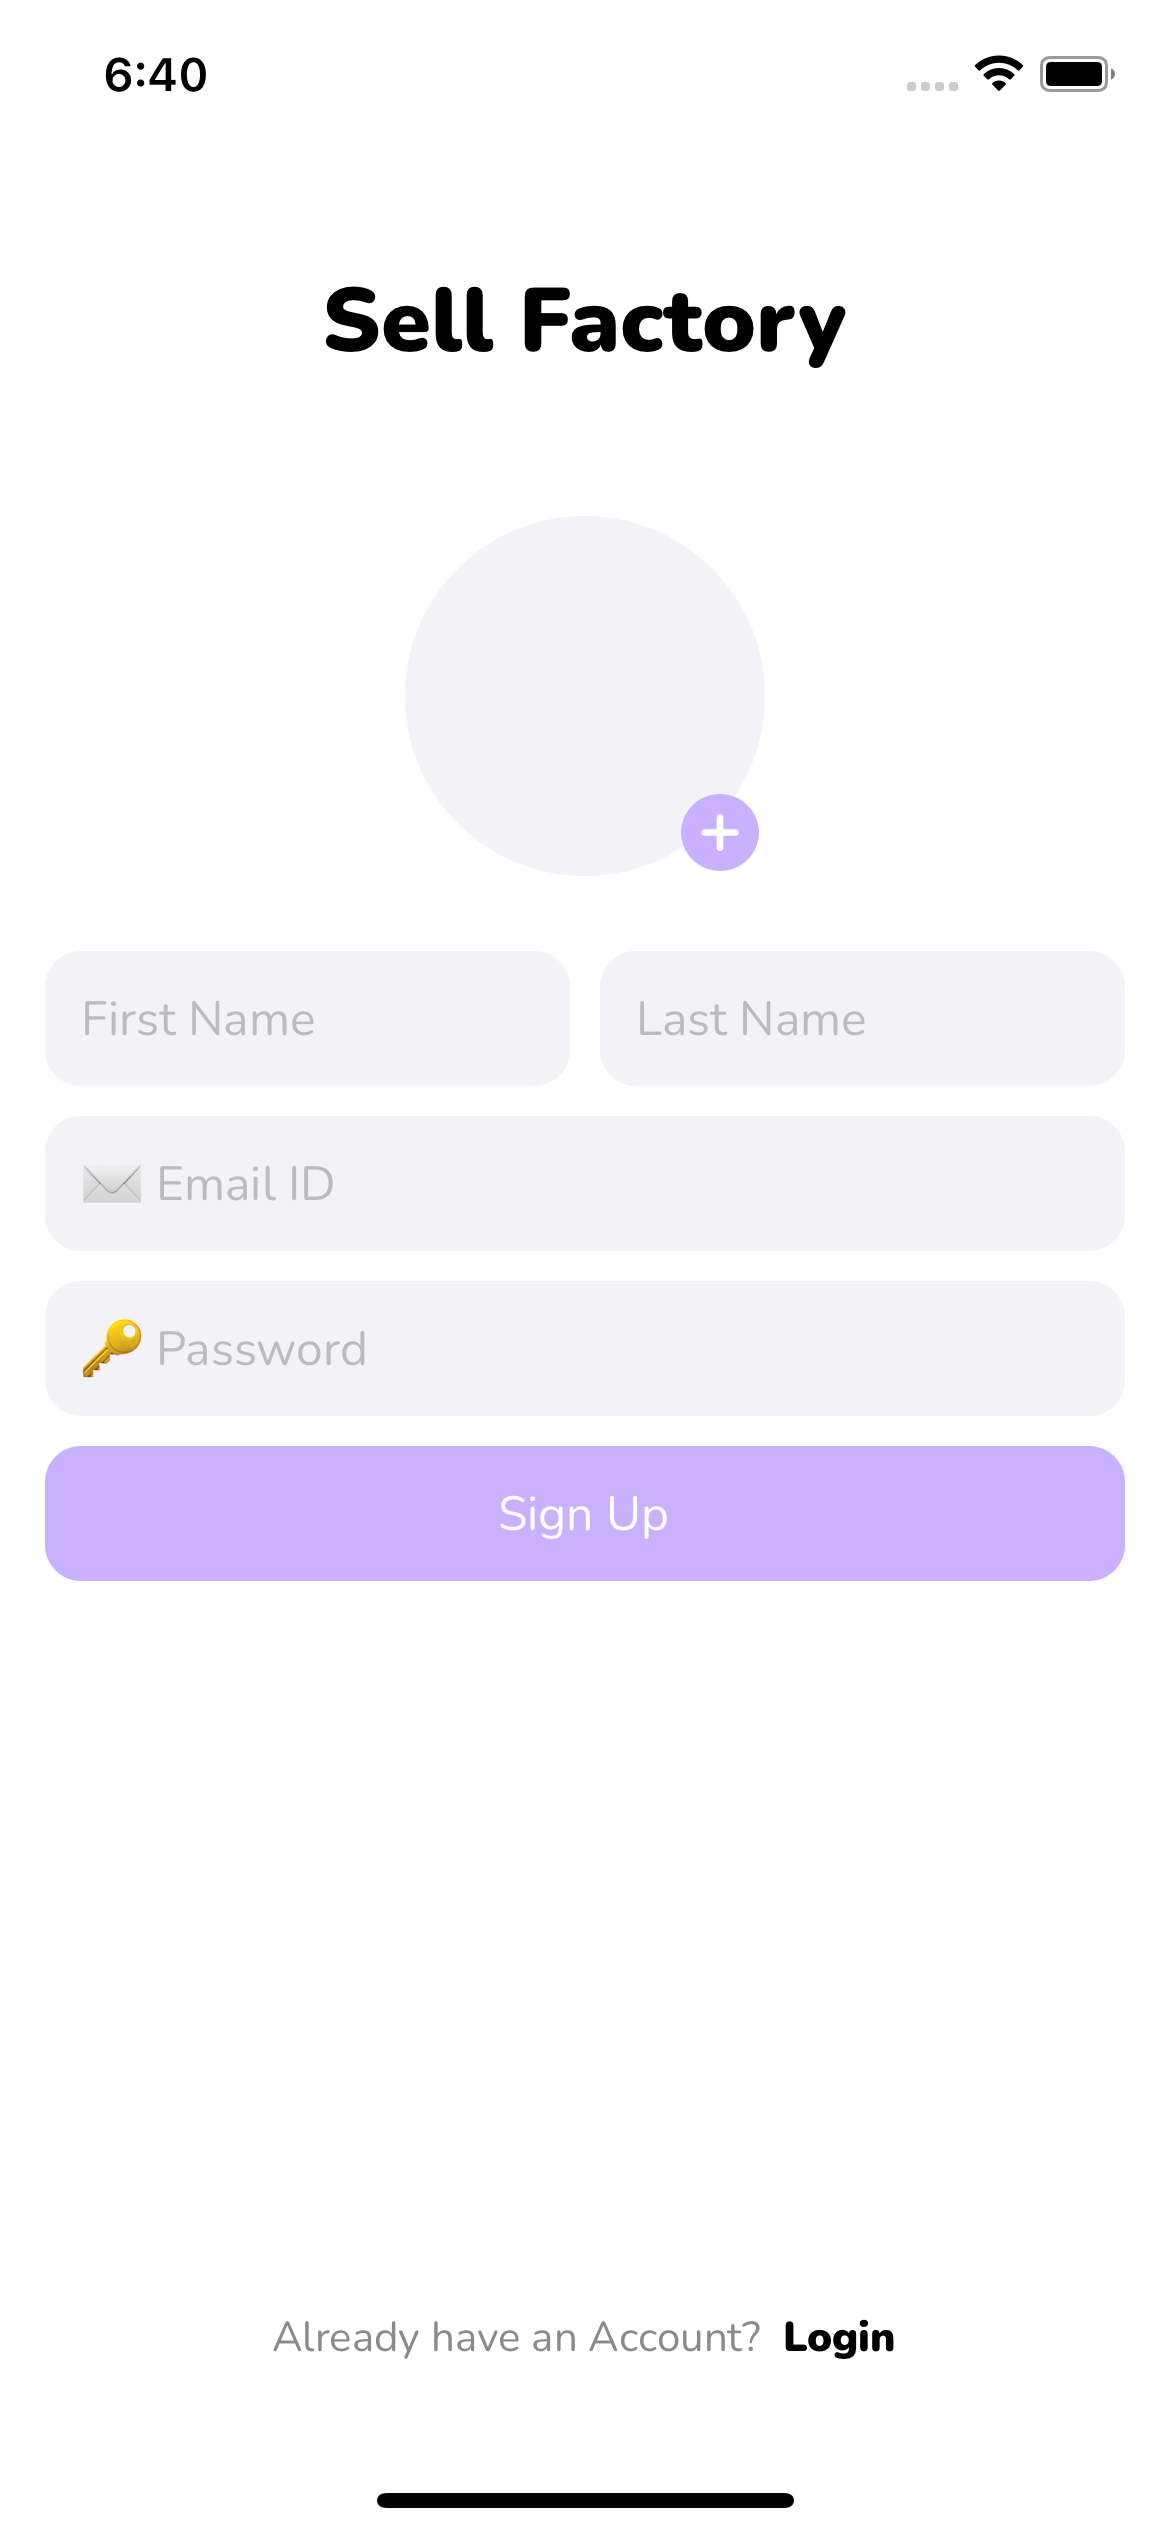 6:40
Sell Factory
First Name Last Name
Email ID
Password
Sign Up
Already have an Account? Login